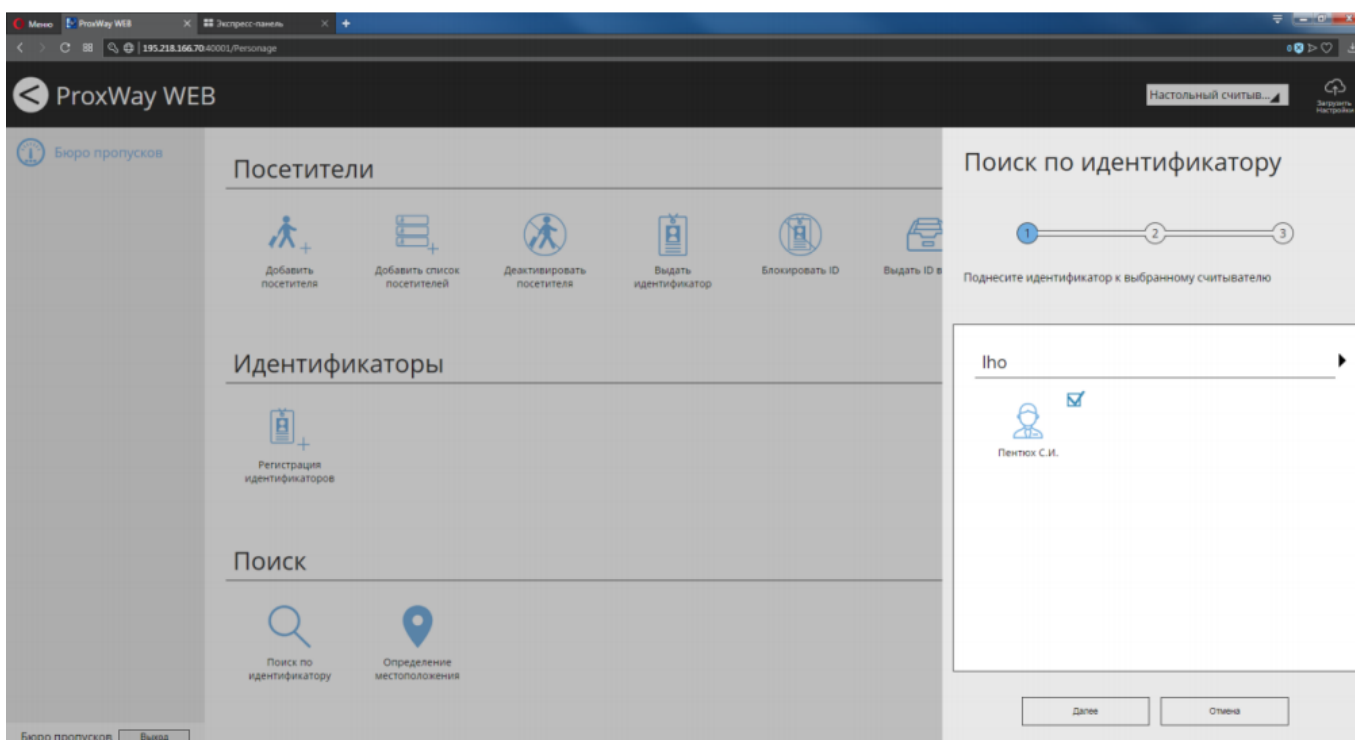 Меню
ProxWay WEB
Экспресс-панель
195.218.166.70:40001/Personage
0
ProxWay WEB
Настольный считыв...
Загрузить
Настройки
Бюро пропусков
Посетители
Добавить
посетителя
Добавить список
посетителей
Деактивировать
посетителя
Выдать
идентификатор
Блокировать ID
Выдать ID в
Идентификаторы
Регистрация
идентификаторов
Поиск
Поиск по
идентификатору
Определение
местоположения
Бюро пропусков
Выход
Поиск по идентификатору
1
2
3
Поднесите идентификатор к выбранному считывателю
Iho
Пентюх С.И.
Далее
Отмена